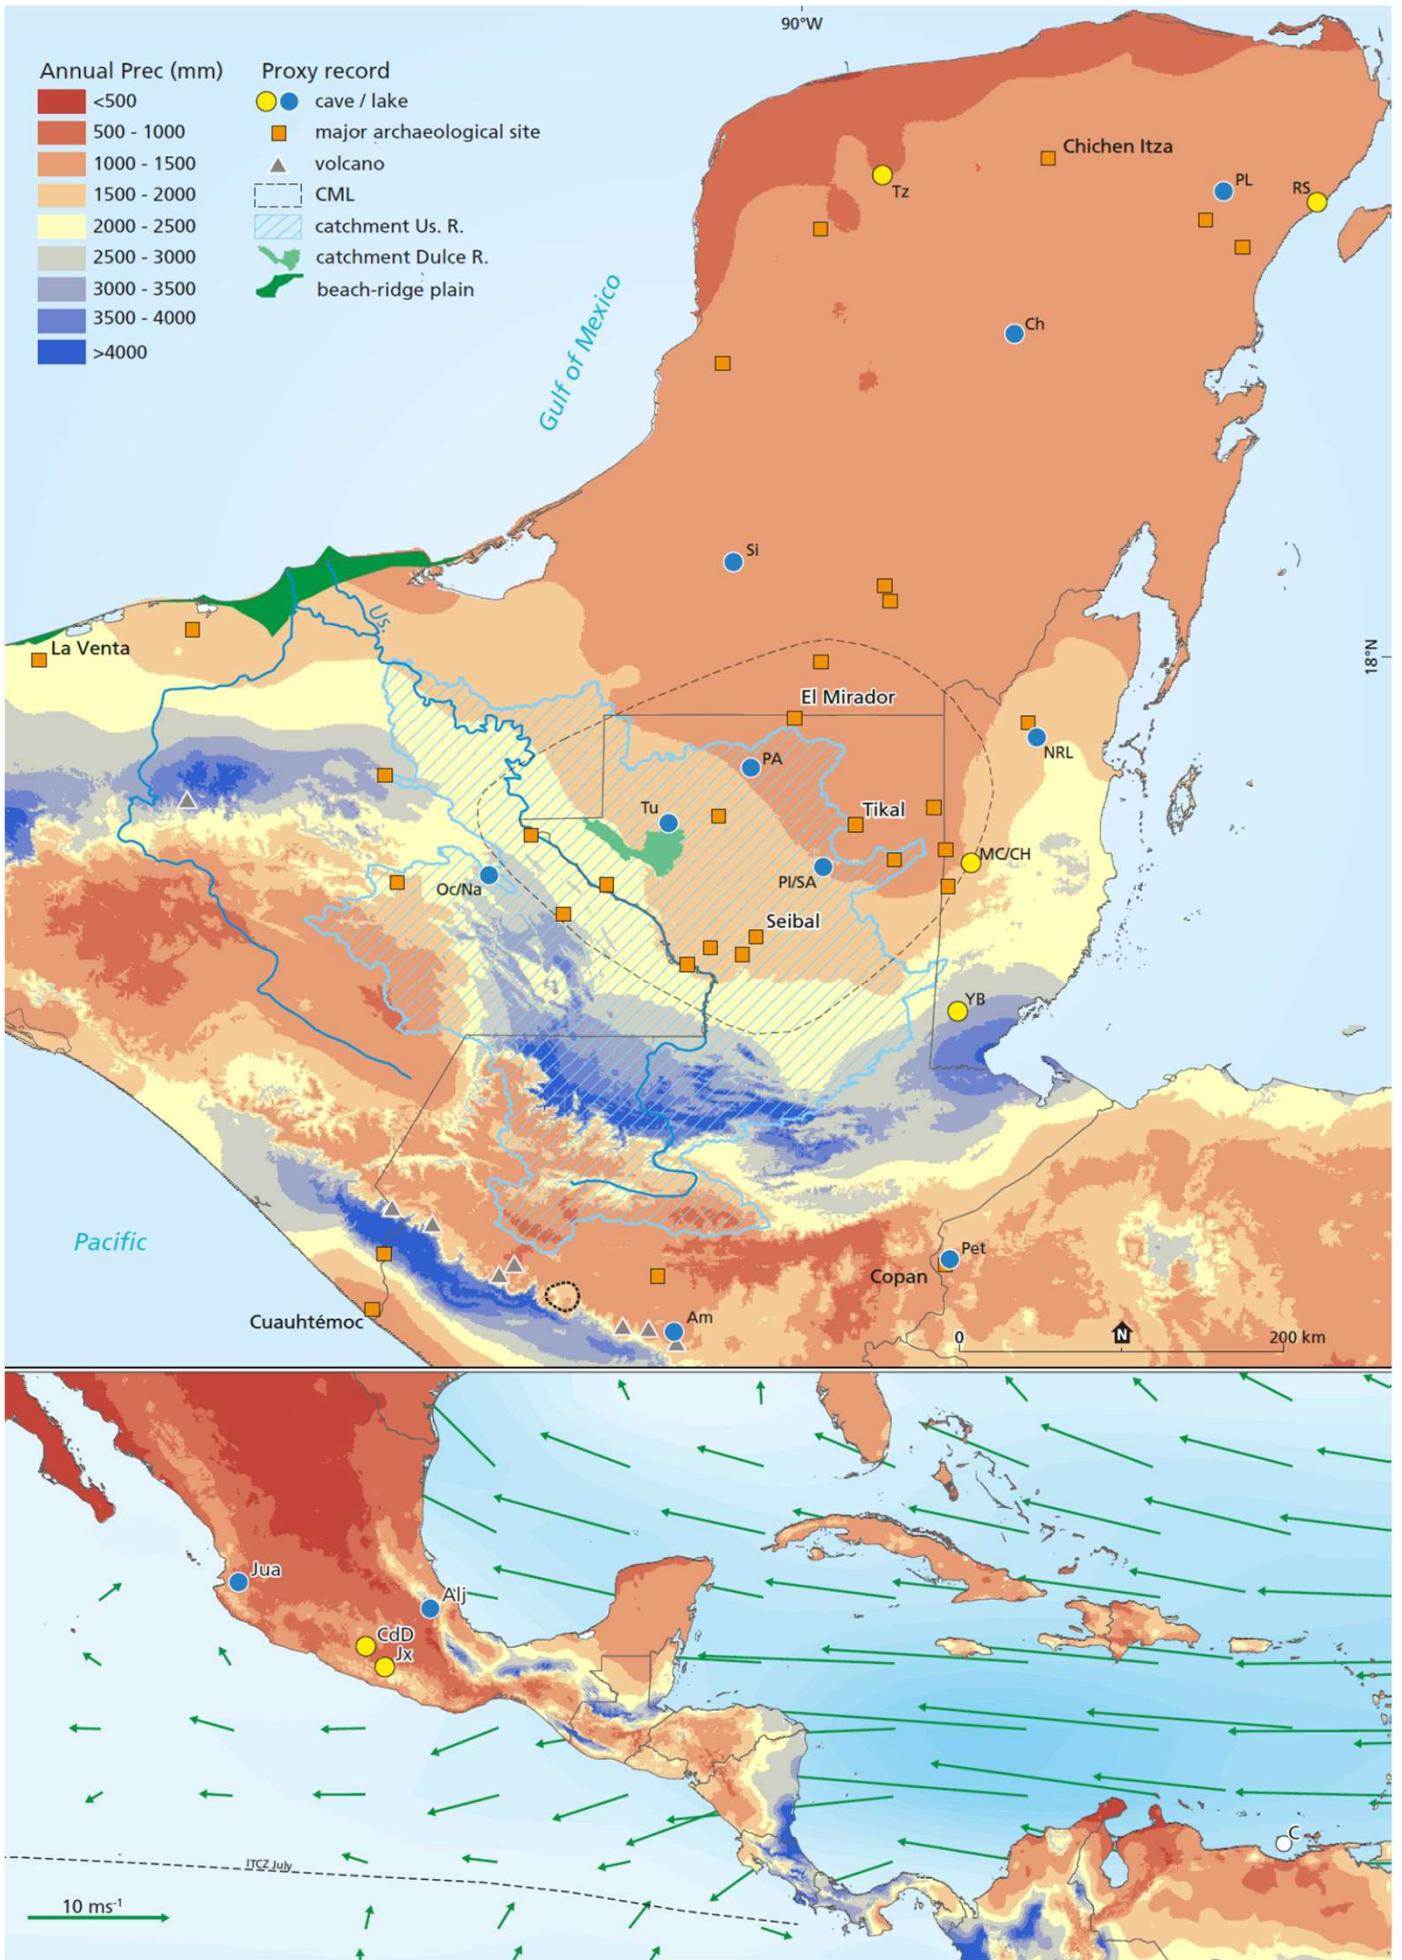 90°W
Annual Prec (mm)
<500
500 - 1000
1000 - 1500
1500 - 2000
2000 - 2500
2500 - 3000
3000 - 3500
3500 - 4000
>4000
Proxy record
cave / lake
major archaeological site
volcano
CML
catchment Us. R.
catchment Dulce R.
beach-ridge plain
Gulf of Mexico
Chichen Itza
Tz
PL
RS
Ch
Si
Us.
La Venta
18°N
El Mirador
NRL
PA
Tu
Tikal
MC/CH
Oc/Na
PI/SA
Seibal
YB
Pacific
Pet
Copan
Cuauhtémoc
Am
0
N
200 km
Jua
Alj
CdD
Jx
C
ITCZ July
10 ms-1